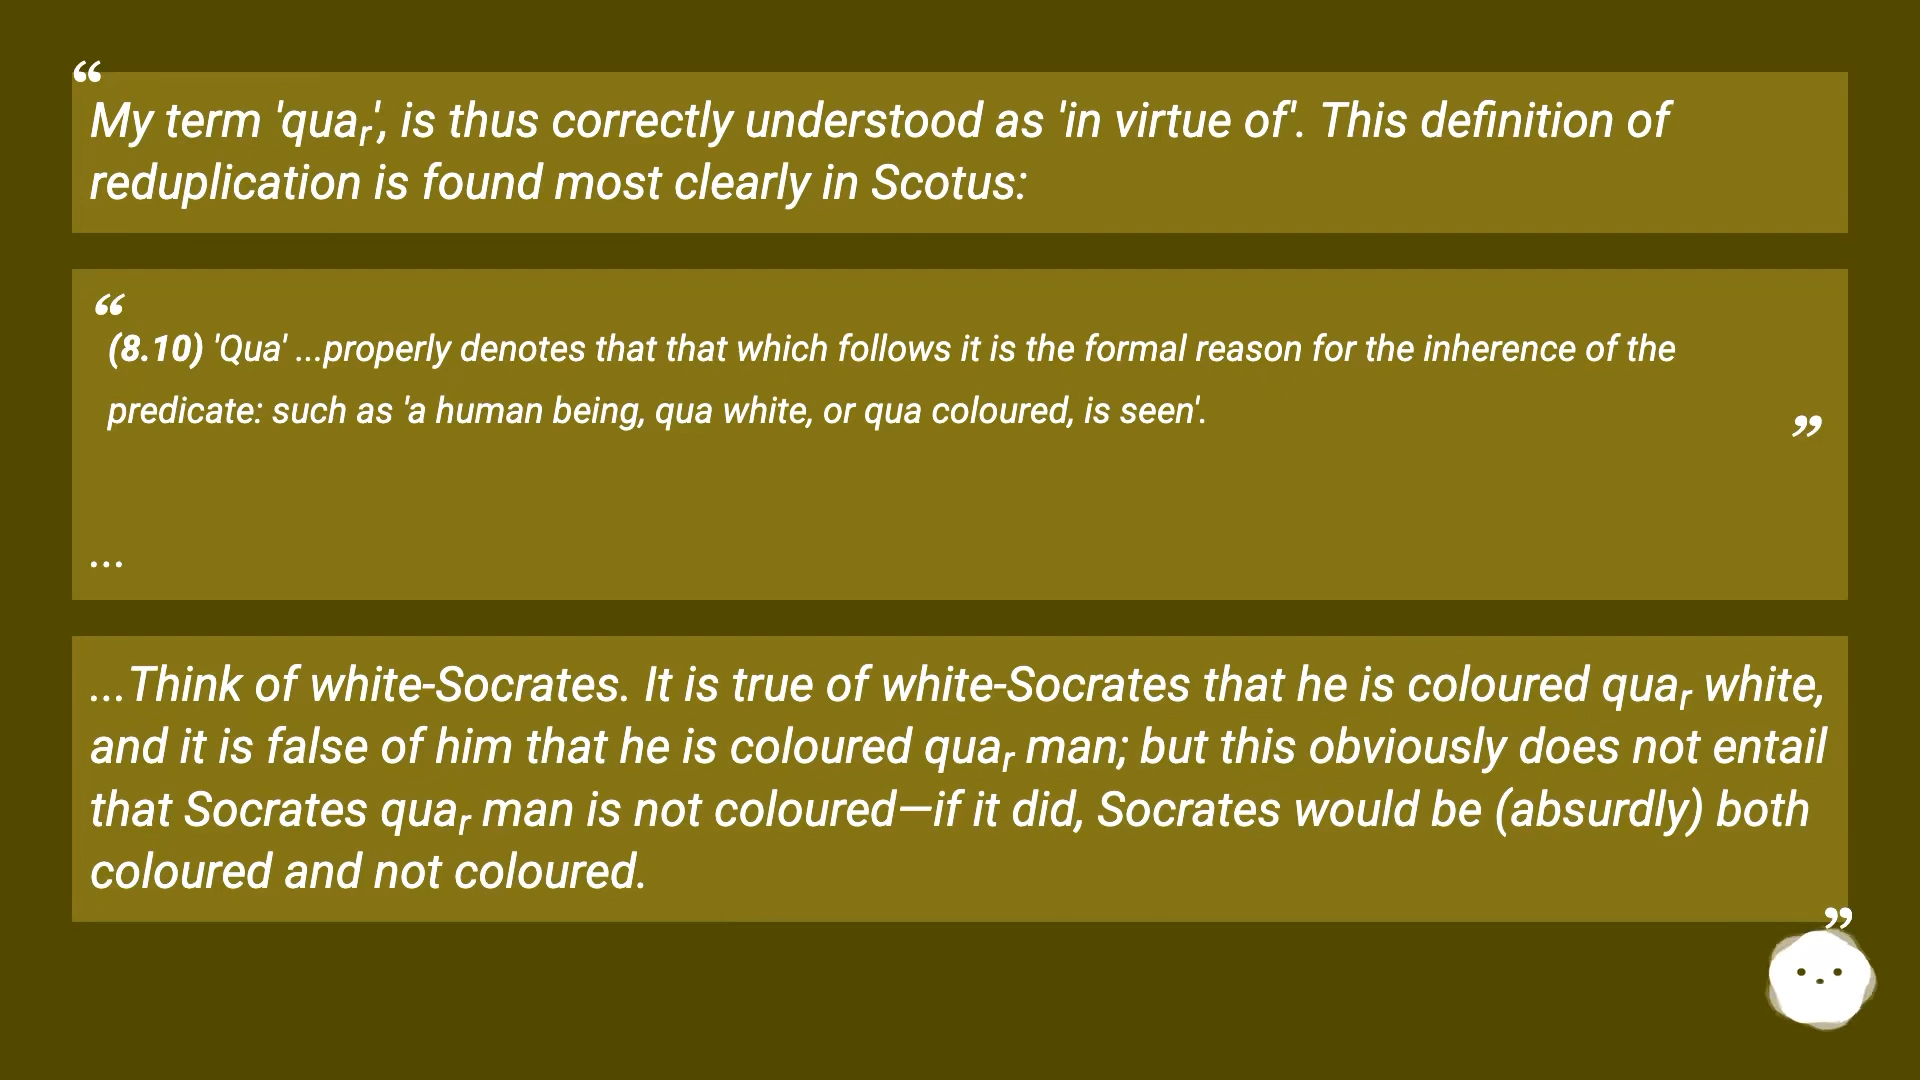 “
My term 'quaᵣ', is thus correctly understood as 'in virtue of'. This definition of
reduplication is found most clearly in Scotus:
“
(8.10) 'Qua' ...properly denotes that that which follows it is the formal reason for the inherence of the
predicate: such as 'a human being, qua white, or qua coloured, is seen'.
”
...
...Think of white-Socrates. It is true of white-Socrates that he is coloured quaᵣ white,
and it is false of him that he is coloured quaᵣ man; but this obviously does not entail
that Socrates quaᵣ man is not coloured—if it did, Socrates would be (absurdly) both
coloured and not coloured.
”